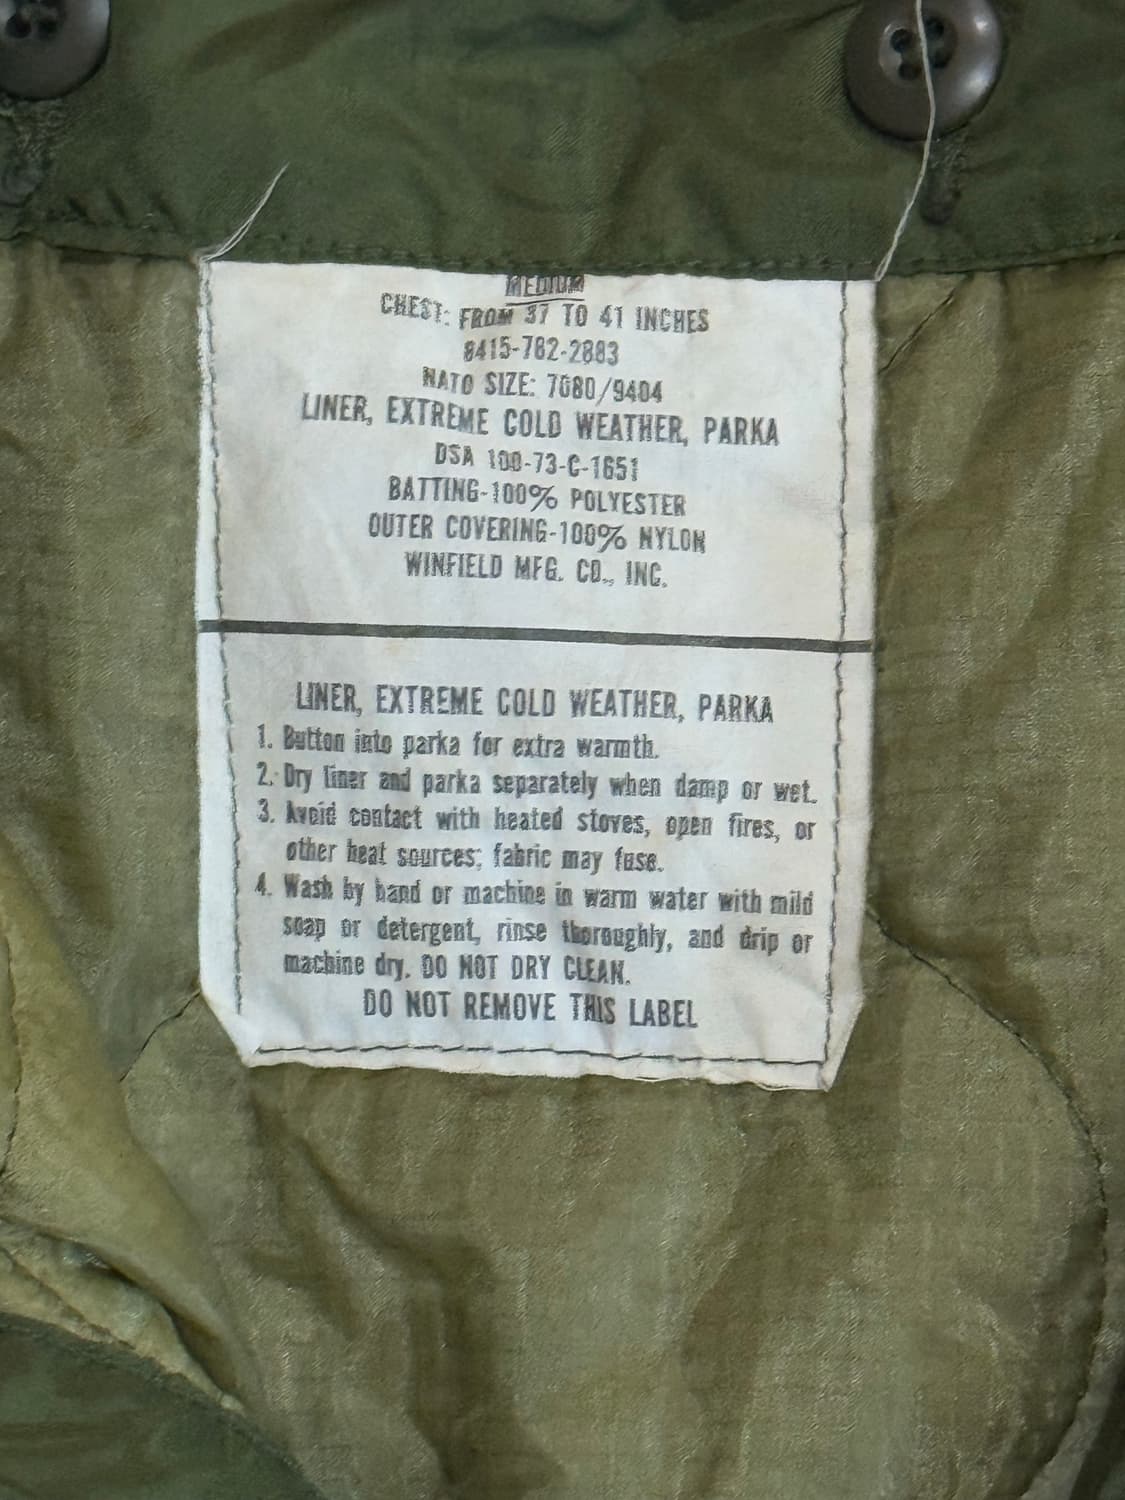 MEDIUM
CHEST: FROM 37 TO 41 INCHES
8415-782-2883
NATO SIZE: 7080/9404
LINER, EXTREME COLD WEATHER, PARKA
DSA 100-73-C-1651
BATTING-100% POLYESTER
OUTER COVERING-100% NYLON
WINFIELD MFG. CO., INC.
LINER, EXTREME COLD WEATHER, PARKA
1. Button into parka for extra warmth.
2. Dry liner and parka separately when damp or wet.
3. Avoid contact with heated stoves, open fires, or
other heat sources; fabric may fuse.
4. Wash by hand or machine in warm water with mild
soap or detergent, rinse thoroughly, and drip or
machine dry. DO NOT DRY CLEAN.
DO NOT REMOVE THIS LABEL